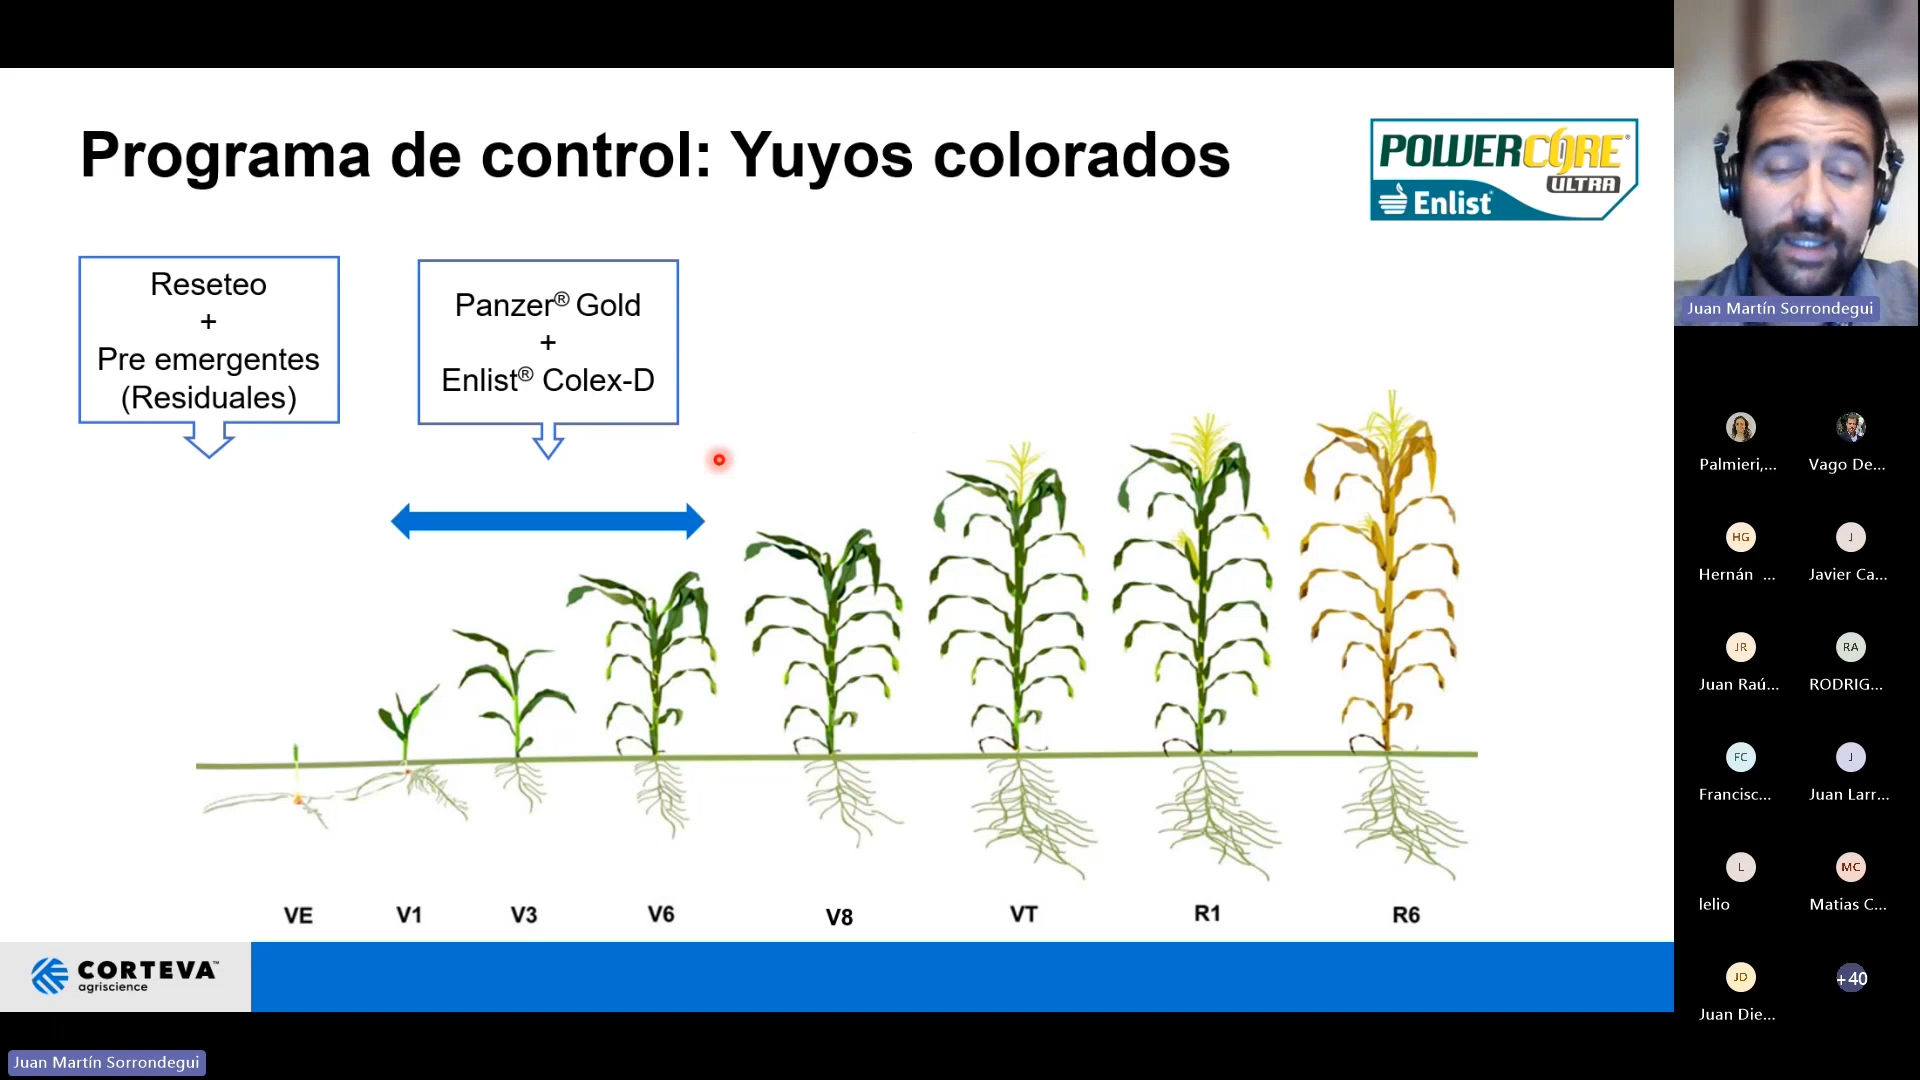 Programa de control: Yuyos colorados
POWERCORE®
ULTRA
Enlist®
Reseteo
+
Pre emergentes
(Residuales)
Panzer® Gold
+
Enlist® Colex-D
VE V1 V3 V6 V8 VT R1 R6
CORTEVA™
agriscience
Juan Martín Sorrondegui
Juan Martín Sorrondegui
Palmieri,... Vago De...
HG J
Hernán ... Javier Ca...
JR RA
Juan Raú... RODRIG...
FC J
Francisc... Juan Larr...
L MC
lelio Matias C...
JD +40
Juan Die...